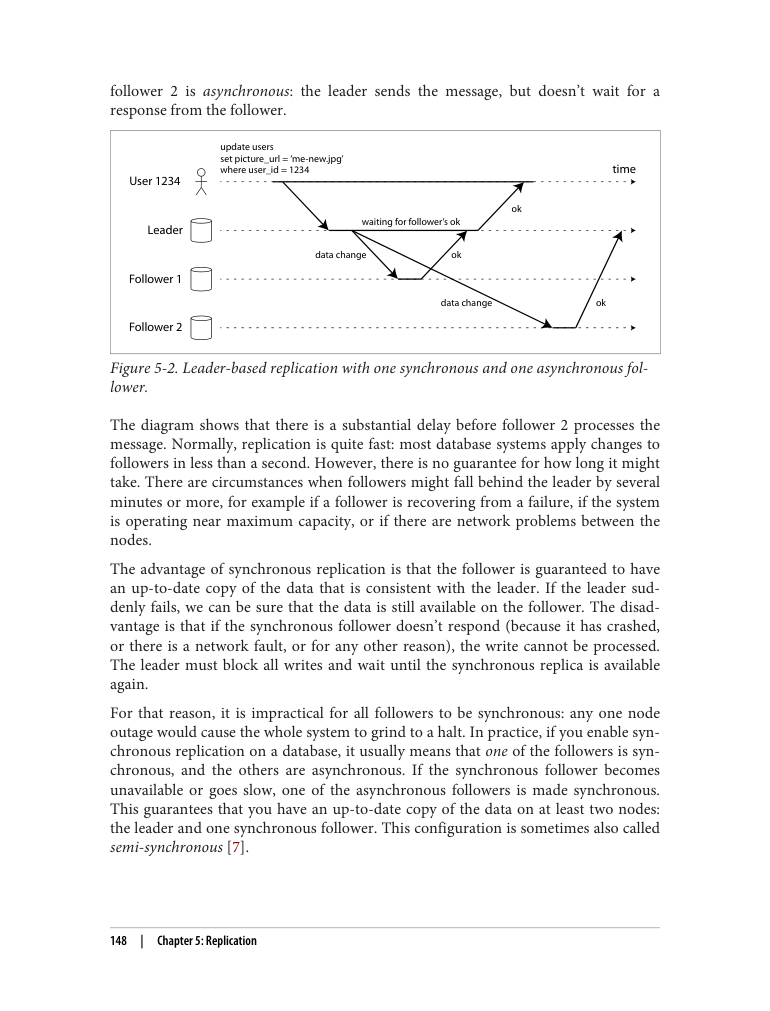 follower 2 is asynchronous: the leader sends the message, but doesn’t wait for a
response from the follower.
update users
set picture_url = ‘me-new.jpg’
where user_id = 1234
time
User 1234
ok
waiting for follower’s ok
Leader
data change
ok
Follower 1
data change
ok
Follower 2
Figure 5-2. Leader-based replication with one synchronous and one asynchronous fol-
lower.
The diagram shows that there is a substantial delay before follower 2 processes the
message. Normally, replication is quite fast: most database systems apply changes to
followers in less than a second. However, there is no guarantee for how long it might
take. There are circumstances when followers might fall behind the leader by several
minutes or more, for example if a follower is recovering from a failure, if the system
is operating near maximum capacity, or if there are network problems between the
nodes.
The advantage of synchronous replication is that the follower is guaranteed to have
an up-to-date copy of the data that is consistent with the leader. If the leader sud-
denly fails, we can be sure that the data is still available on the follower. The disad-
vantage is that if the synchronous follower doesn’t respond (because it has crashed,
or there is a network fault, or for any other reason), the write cannot be processed.
The leader must block all writes and wait until the synchronous replica is available
again.
For that reason, it is impractical for all followers to be synchronous: any one node
outage would cause the whole system to grind to a halt. In practice, if you enable syn-
chronous replication on a database, it usually means that one of the followers is syn-
chronous, and the others are asynchronous. If the synchronous follower becomes
unavailable or goes slow, one of the asynchronous followers is made synchronous.
This guarantees that you have an up-to-date copy of the data on at least two nodes:
the leader and one synchronous follower. This configuration is sometimes also called
semi-synchronous [7].
148 | Chapter 5: Replication